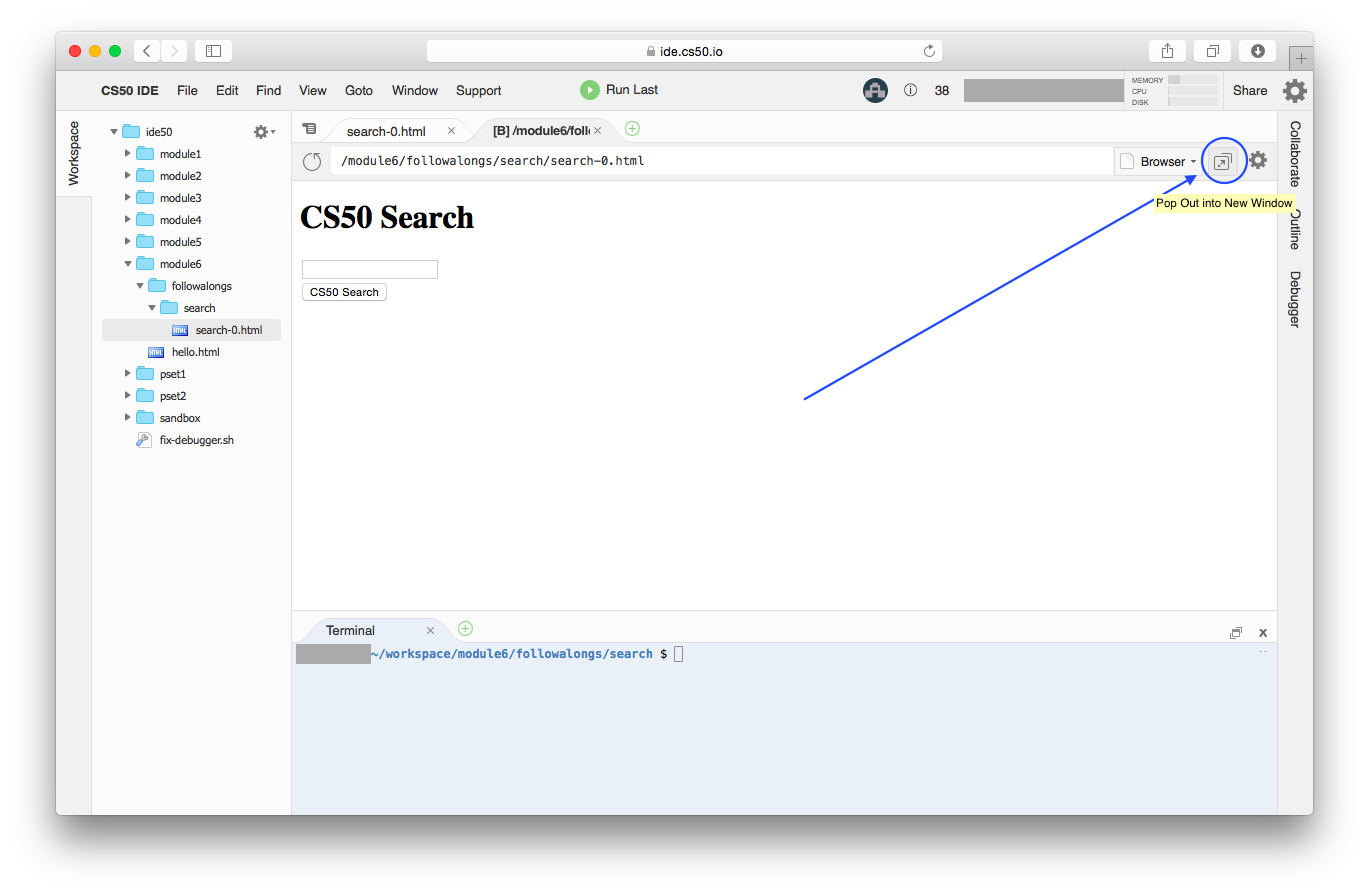 ide.cs50.io
CS50 IDE File Edit Find View Goto Window Support Run Last 38 MEMORY CPU DISK Share
Workspace
ide50
module1
module2
module3
module4
module5
module6
followalongs
search
HTML search-0.html
HTML hello.html
pset1
pset2
sandbox
fix-debugger.sh
search-0.html [B] /module6/foll
/module6/followalongs/search/search-0.html Browser
Pop Out into New Window
CS50 Search
CS50 Search
Collaborate
Outline
Debugger
Terminal
~/workspace/module6/followalongs/search $